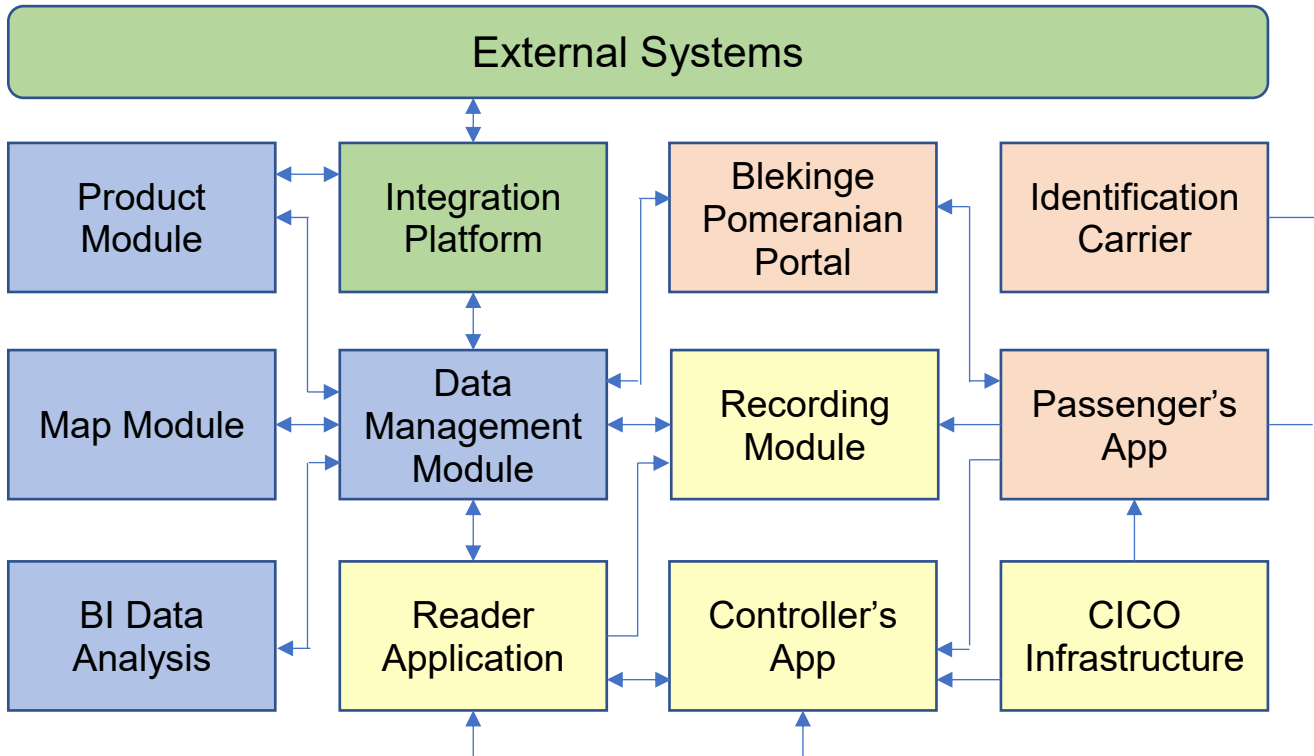 External Systems
Product
Module
Integration
Platform
Blekinge
Pomeranian
Portal
Identification
Carrier
Map Module
Data
Management
Module
Recording
Module
Passenger’s
App
BI Data
Analysis
Reader
Application
Controller’s
App
CICO
Infrastructure